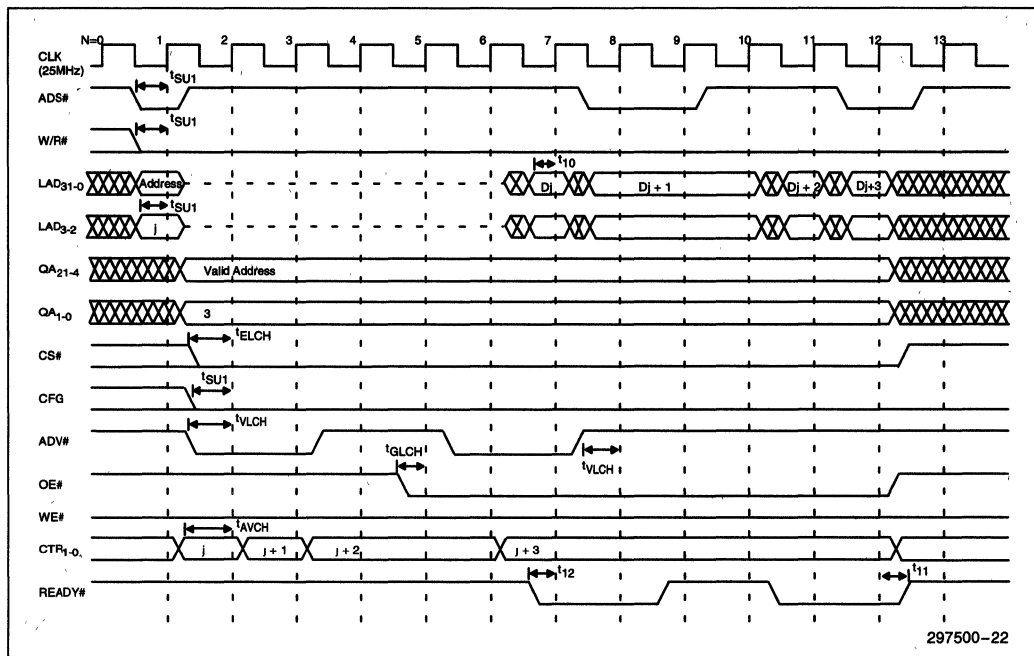 N=0 1 2 3 4 5 6 7 8 9 10 11 12 13
CLK
(25MHz)
tSU1
ADS#
tSU1
W/R#
t10
LAD31-0 Address Dj Dj + 1 Dj + 2 Dj+3
tSU1
LAD3-2 j
QA21-4 Valid Address
QA1-0 3
tELCH
CS#
tSU1
CFG
tVLCH
ADV#
tGLCH tVLCH
OE#
WE#
tAVCH
CTR1-0, j j + 1 j + 2 j + 3
t12 t11
READY#
297500-22